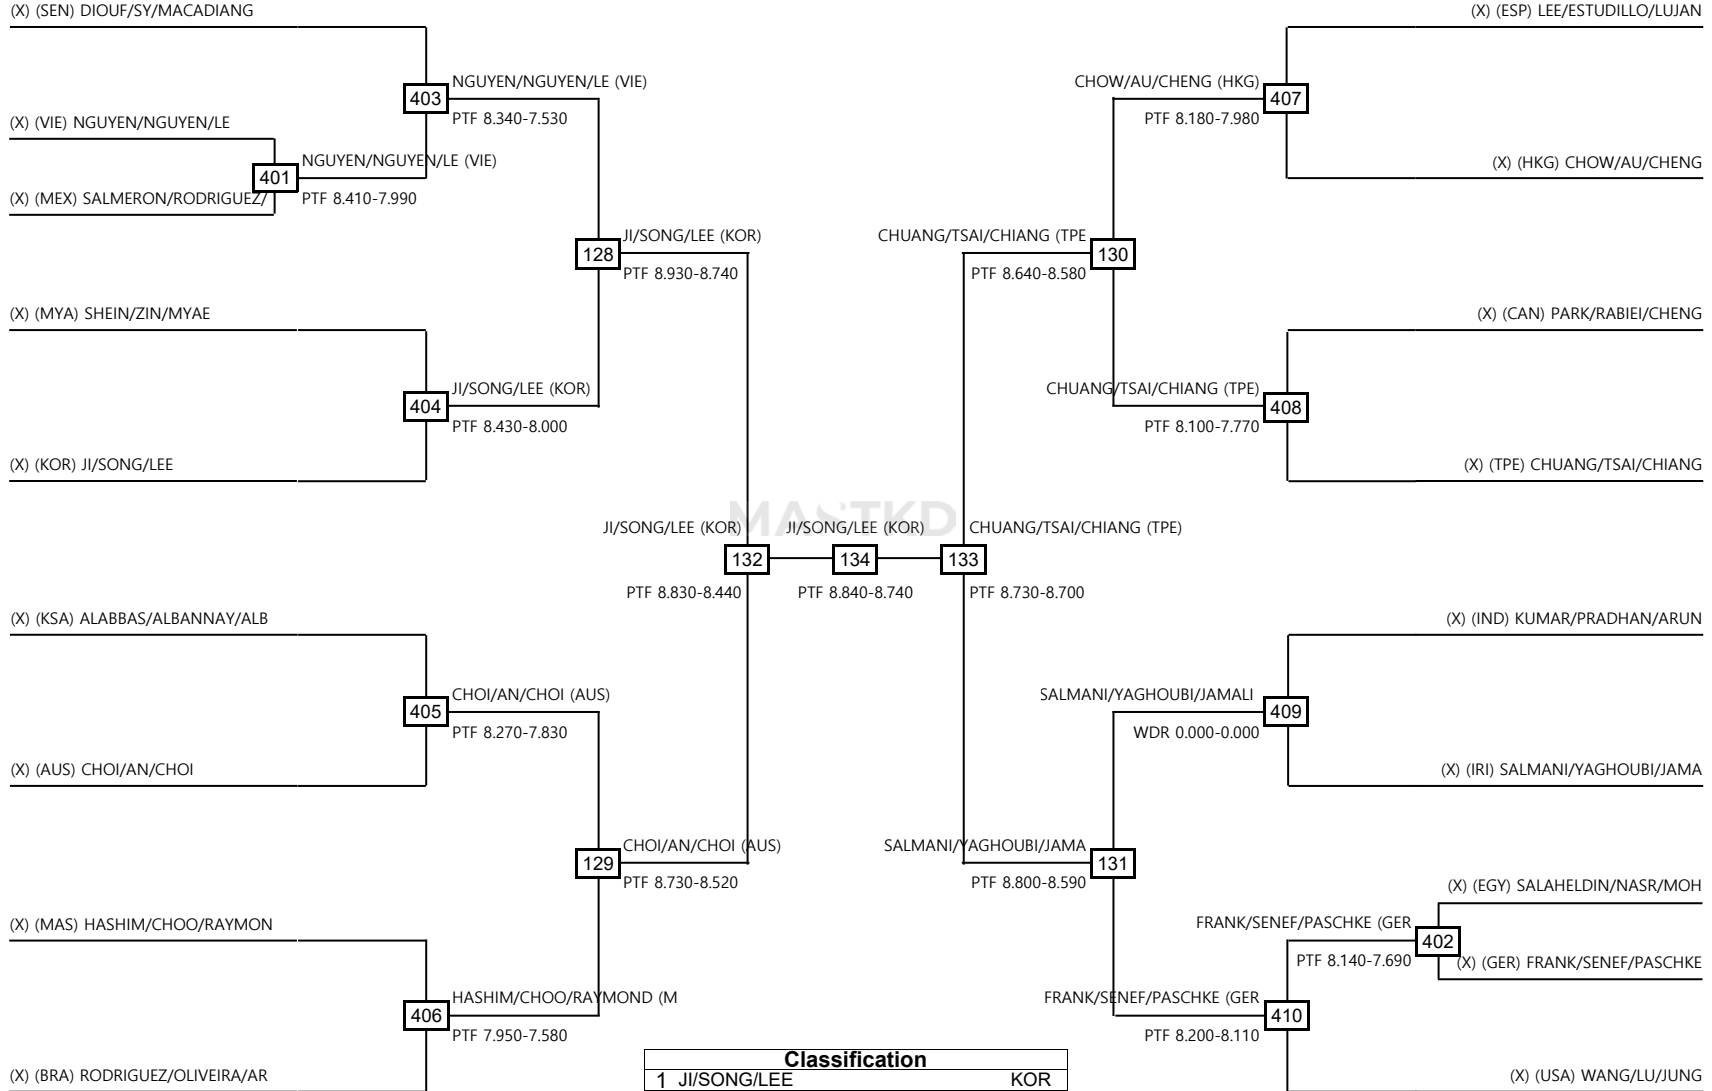 (X) (SEN) DIOUF/SY/MACADIANG
403
NGUYEN/NGUYEN/LE (VIE)
PTF 8.340-7.530
(X) (VIE) NGUYEN/NGUYEN/LE
401
NGUYEN/NGUYEN/LE (VIE)
PTF 8.410-7.990
(X) (MEX) SALMERON/RODRIGUEZ/
128
JI/SONG/LEE (KOR)
PTF 8.930-8.740
(X) (MYA) SHEIN/ZIN/MYAE
404
JI/SONG/LEE (KOR)
PTF 8.430-8.000
(X) (KOR) JI/SONG/LEE
MASTKD
JI/SONG/LEE (KOR)
132
PTF 8.830-8.440
JI/SONG/LEE (KOR)
134
PTF 8.840-8.740
CHUANG/TSAI/CHIANG (TPE)
133
PTF 8.730-8.700
(X) (KSA) ALABBAS/ALBANNAY/ALB
405
CHOI/AN/CHOI (AUS)
PTF 8.270-7.830
(X) (AUS) CHOI/AN/CHOI
129
CHOI/AN/CHOI (AUS)
PTF 8.730-8.520
(X) (MAS) HASHIM/CHOO/RAYMON
406
HASHIM/CHOO/RAYMOND (M
PTF 7.950-7.580
(X) (BRA) RODRIGUEZ/OLIVEIRA/AR
(X) (ESP) LEE/ESTUDILLO/LUJAN
CHOW/AU/CHENG (HKG)
407
PTF 8.180-7.980
(X) (HKG) CHOW/AU/CHENG
CHUANG/TSAI/CHIANG (TPE
130
PTF 8.640-8.580
(X) (CAN) PARK/RABIEI/CHENG
CHUANG/TSAI/CHIANG (TPE)
408
PTF 8.100-7.770
(X) (TPE) CHUANG/TSAI/CHIANG
(X) (IND) KUMAR/PRADHAN/ARUN
SALMANI/YAGHOUBI/JAMALI
409
WDR 0.000-0.000
(X) (IRI) SALMANI/YAGHOUBI/JAMA
SALMANI/YAGHOUBI/JAMA
131
PTF 8.800-8.590
(X) (EGY) SALAHELDIN/NASR/MOH
FRANK/SENEF/PASCHKE (GER
402
PTF 8.140-7.690
(X) (GER) FRANK/SENEF/PASCHKE
FRANK/SENEF/PASCHKE (GER
410
PTF 8.200-8.110
(X) (USA) WANG/LU/JUNG
Classification
1 JI/SONG/LEE KOR